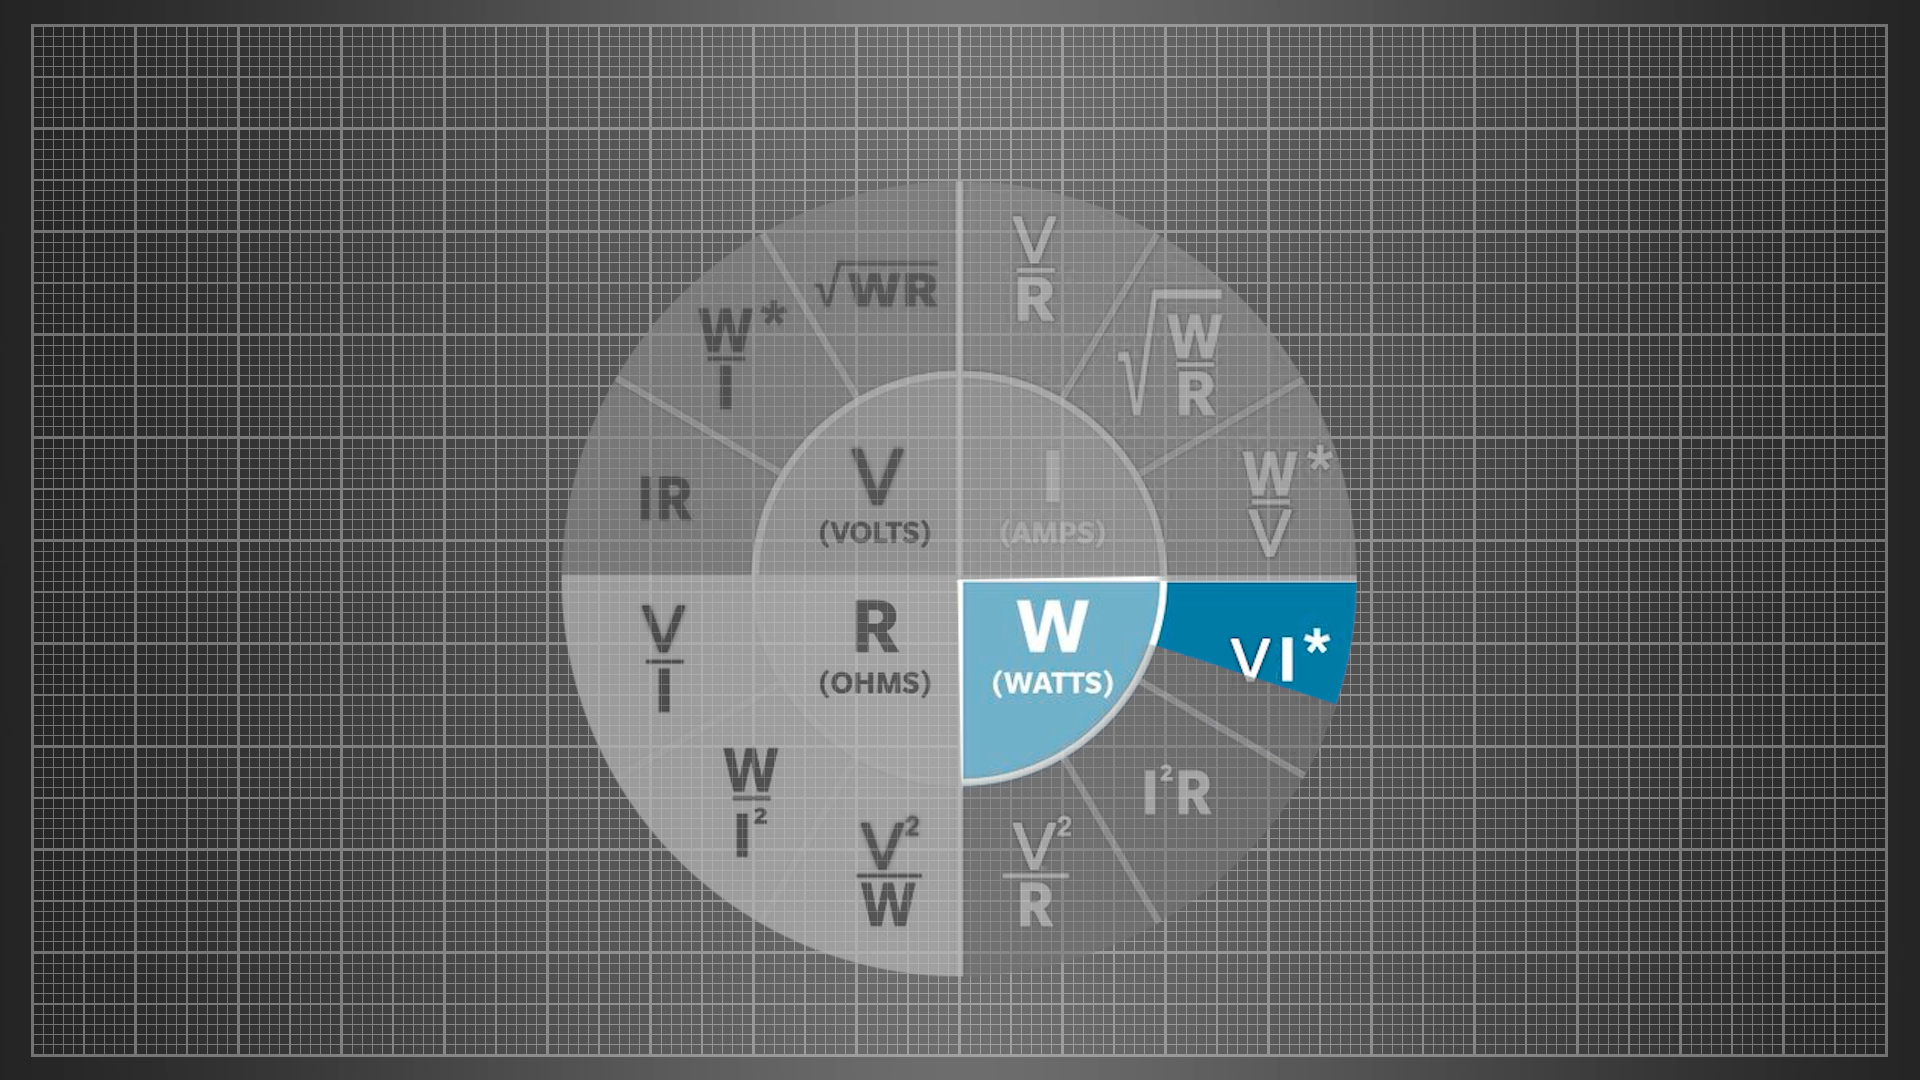 √WR
W*
I
IR
V
(VOLTS)
V
R
√W
R
W*
V
I
(AMPS)
V
I
W
I²
V²
W
R
(OHMS)
W
(WATTS)
VI*
I²R
V²
R